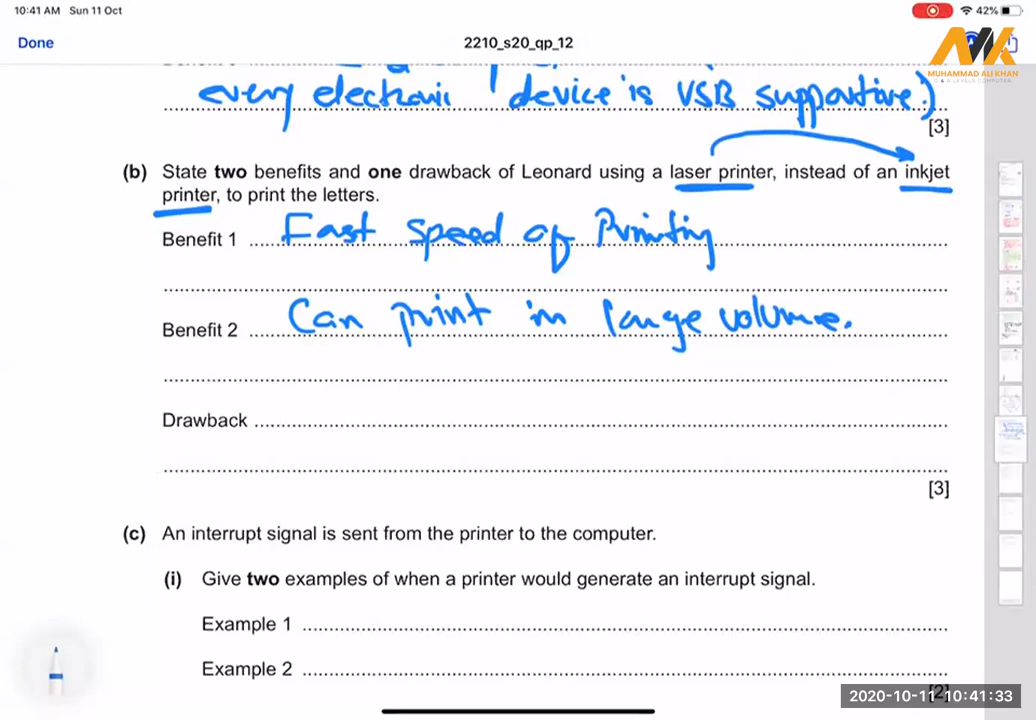 10:41 AM Sun 11 Oct
42%
Done
2210_s20_qp_12
MUHAMMAD ALI KHAN
O & A LEVELS COMPUTER
every electronic device is USB supportive.)
[3]
(b) State two benefits and one drawback of Leonard using a laser printer, instead of an inkjet
printer, to print the letters.
Benefit 1 Fast speed of Printing
Benefit 2 Can print in large volume.
Drawback
[3]
(c) An interrupt signal is sent from the printer to the computer.
(i) Give two examples of when a printer would generate an interrupt signal.
Example 1
Example 2
[2]
2020-10-11 10:41:33